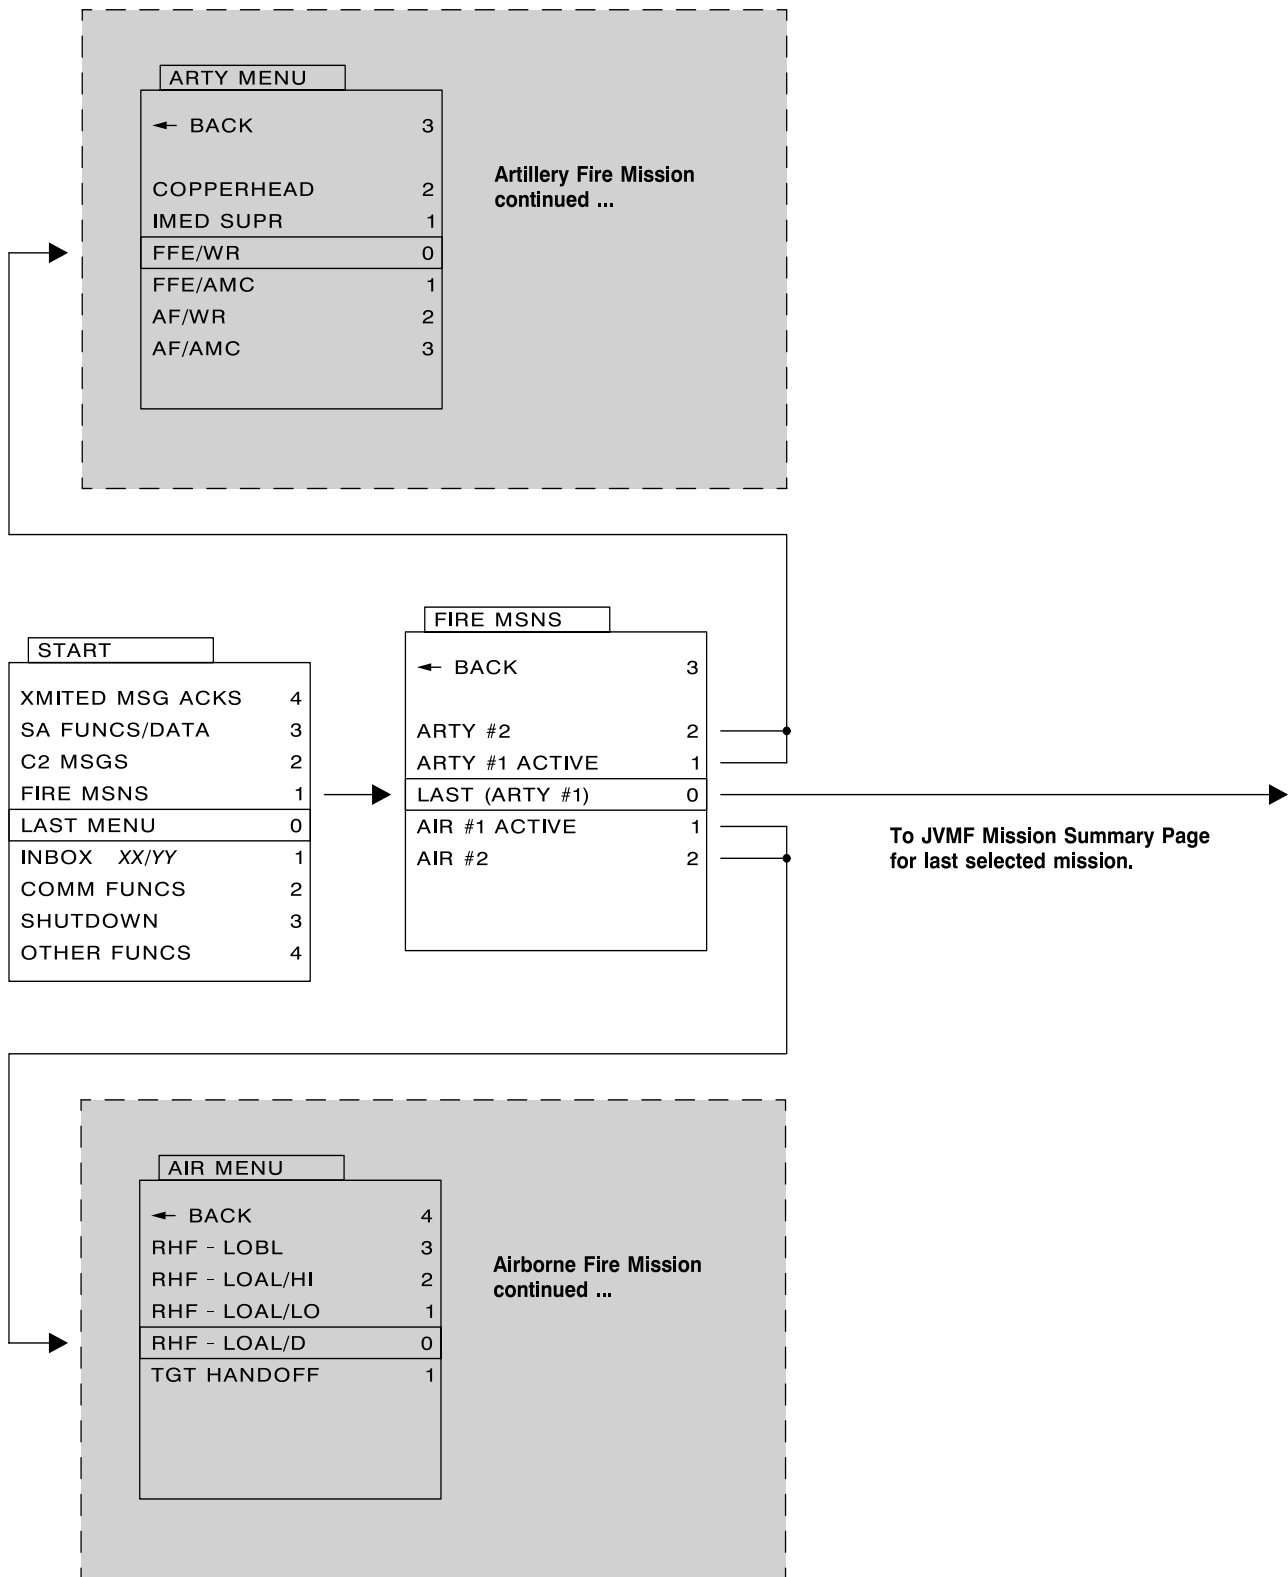 ARTY MENU
← BACK 3
COPPERHEAD 2
IMED SUPR 1
FFE/WR 0
FFE/AMC 1
AF/WR 2
AF/AMC 3
Artillery Fire Mission
continued ...
START
XMITED MSG ACKS 4
SA FUNCS/DATA 3
C2 MSGS 2
FIRE MSNS 1
LAST MENU 0
INBOX XX/YY 1
COMM FUNCS 2
SHUTDOWN 3
OTHER FUNCS 4
FIRE MSNS
← BACK 3
ARTY #2 2
ARTY #1 ACTIVE 1
LAST (ARTY #1) 0
AIR #1 ACTIVE 1
AIR #2 2
To JVMF Mission Summary Page
for last selected mission.
AIR MENU
← BACK 4
RHF - LOBL 3
RHF - LOAL/HI 2
RHF - LOAL/LO 1
RHF - LOAL/D 0
TGT HANDOFF 1
Airborne Fire Mission
continued ...